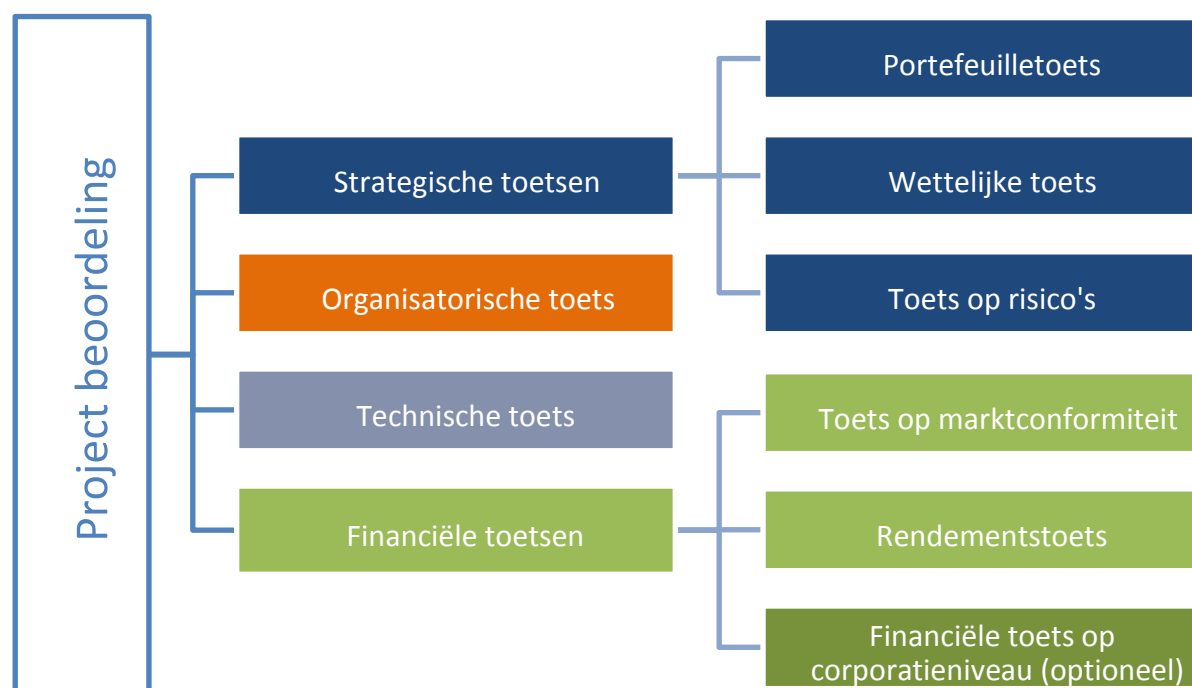 Project beoordeling
Strategische toetsen
Portefeuilletoets
Wettelijke toets
Toets op risico's
Organisatorische toets
Technische toets
Financiële toetsen
Toets op marktconformiteit
Rendementstoets
Financiële toets op
corporatieniveau (optioneel)